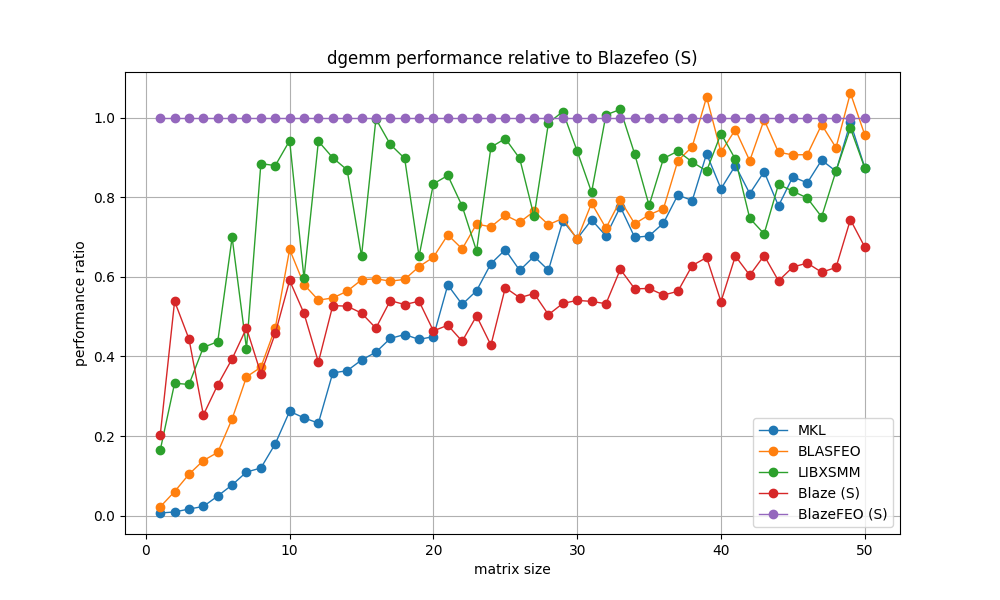 dgemm performance relative to Blazefeo (S)
performance ratio
1.0
0.8
0.6
0.4
0.2
0.0
0 10 20 30 40 50
matrix size
MKL
BLASFEO
LIBXSMM
Blaze (S)
BlazeFEO (S)